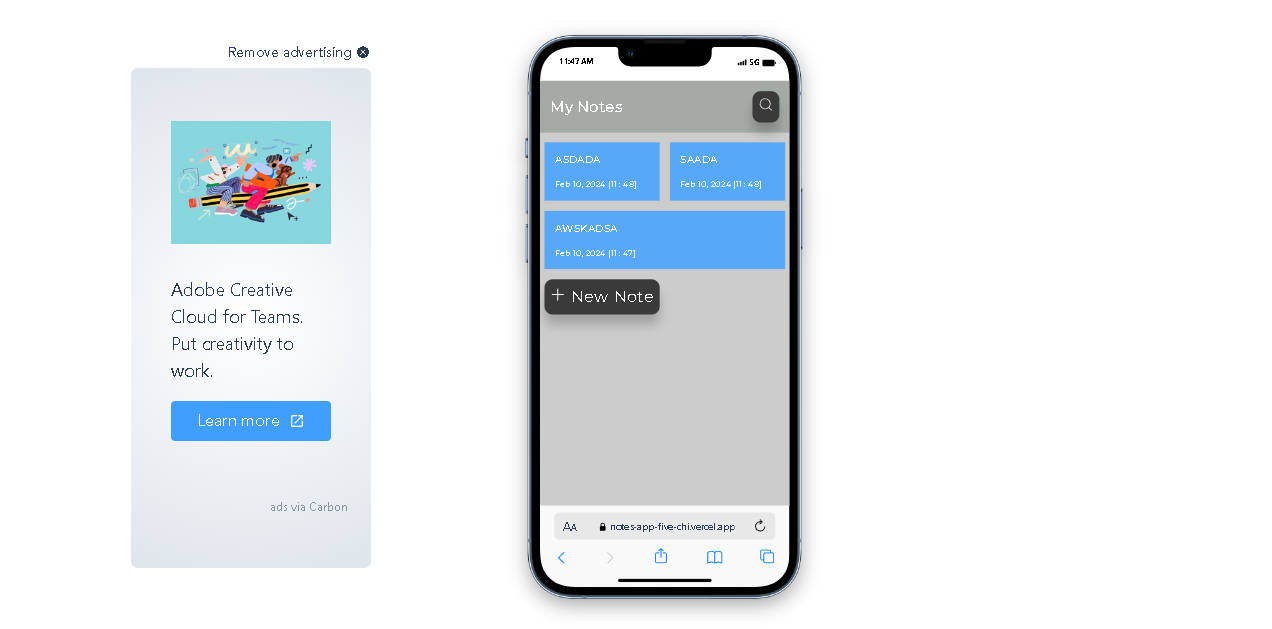 Remove advertising
Adobe Creative
Cloud for Teams.
Put creativity to
work.
Learn more
ads via Carbon
11:47 AM
5G
My Notes
ASDADA
Feb 10, 2024 [11 : 48]
SAADA
Feb 10, 2024 [11 : 48]
AWSKADSA
Feb 10, 2024 [11 : 47]
+ New Note
AA
notes-app-five-chi.vercel.app